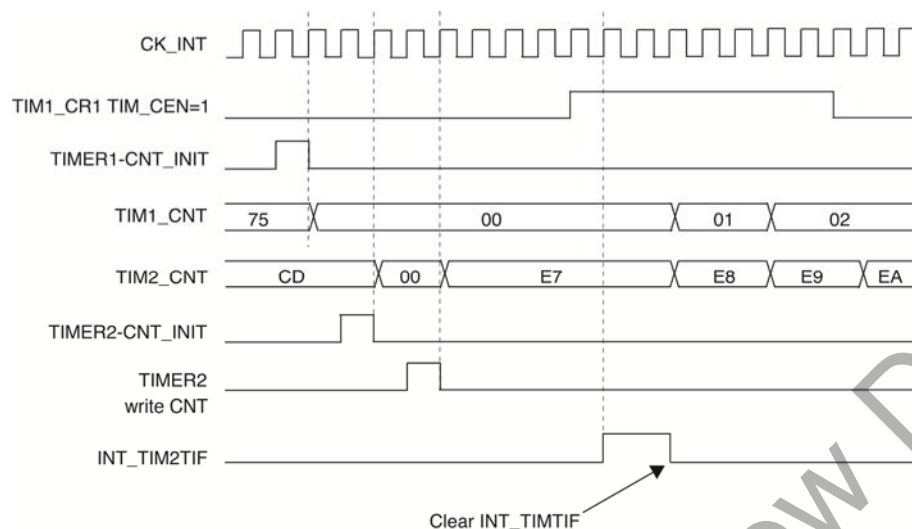 CK_INT
TIM1_CR1 TIM_CEN=1
TIMER1-CNT_INIT
TIM1_CNT
75 00 01 02
TIM2_CNT
CD 00 E7 E8 E9 EA
TIMER2-CNT_INIT
TIMER2
write CNT
INT_TIM2TIF
Clear INT_TIMTIF